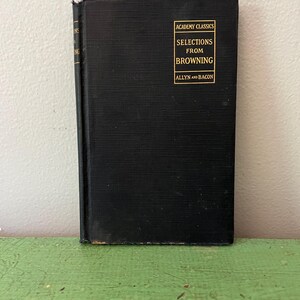 ACADEMY CLASSICS
SELECTIONS
FROM
BROWNING
ALLYN AND BACON